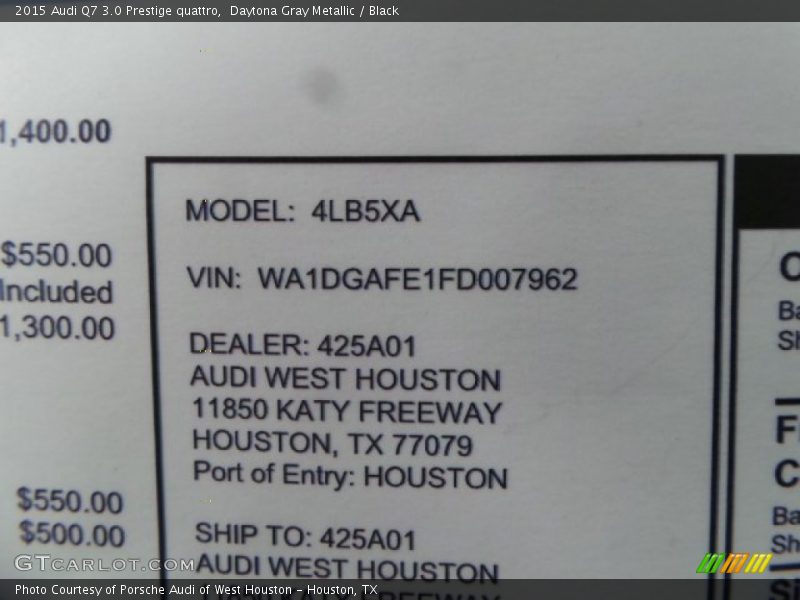 2015 Audi Q7 3.0 Prestige quattro, Daytona Gray Metallic / Black
1,400.00
MODEL: 4LB5XA
$550.00
Included
1,300.00
VIN: WA1DGAFE1FD007962
DEALER: 425A01
AUDI WEST HOUSTON
11850 KATY FREEWAY
HOUSTON, TX 77079
Port of Entry: HOUSTON
$550.00
$500.00
SHIP TO: 425A01
AUDI WEST HOUSTON
GTCARLOT.COM
Photo Courtesy of Porsche Audi of West Houston - Houston, TX